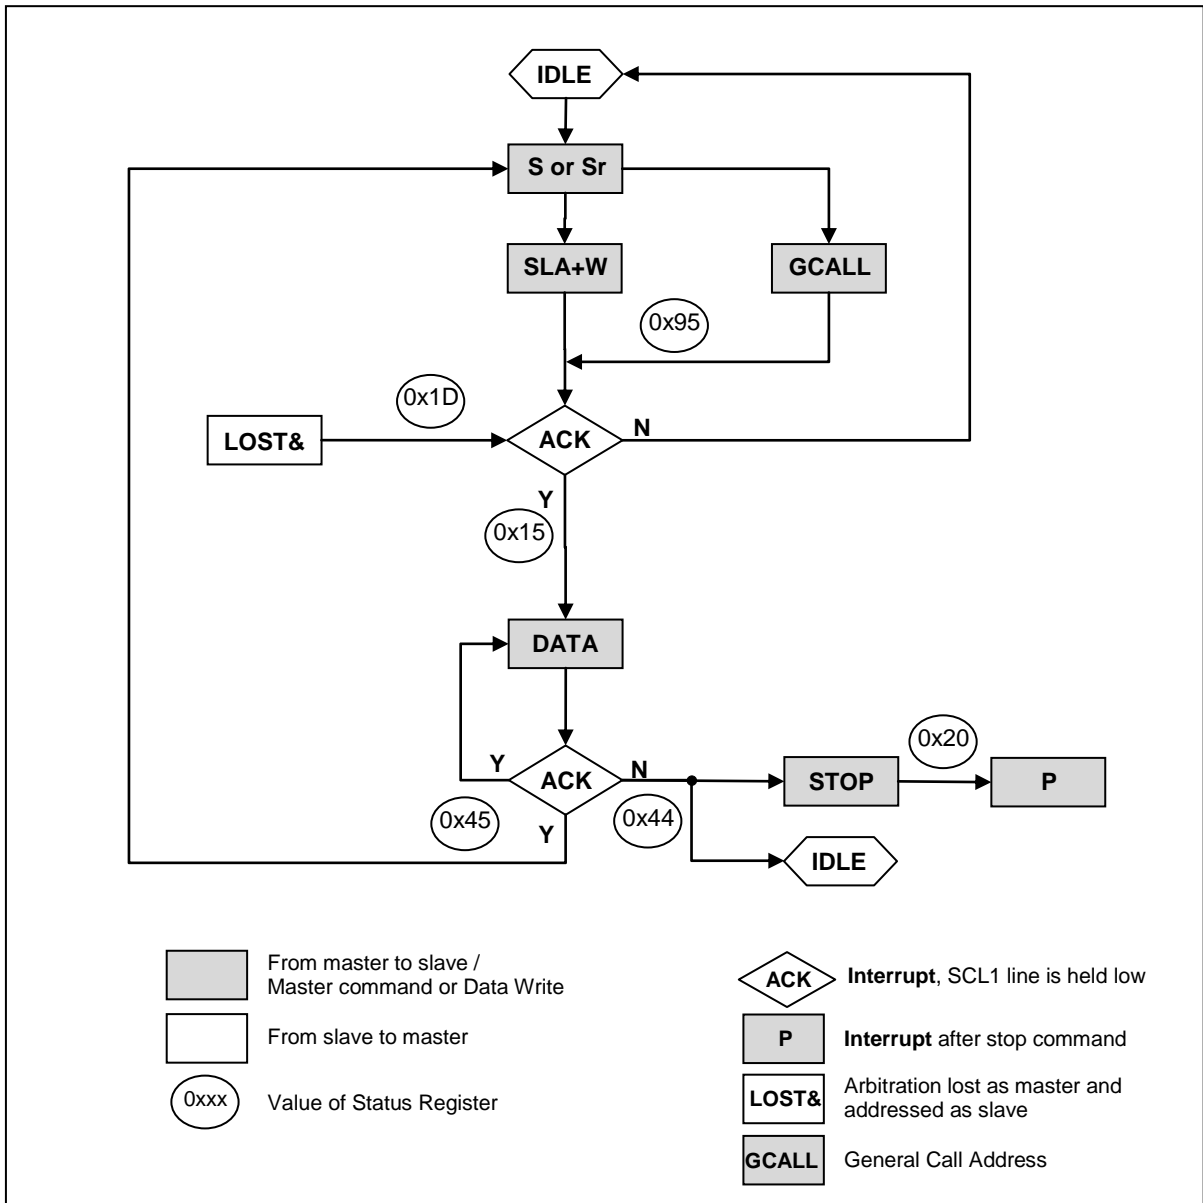 IDLE
S or Sr
SLA+W
GCALL
0x95
0x1D
LOST&
ACK
N
Y
0x15
DATA
Y
ACK
N
0x20
STOP
P
0x45
Y
0x44
IDLE
From master to slave /
Master command or Data Write
From slave to master
0xxx
Value of Status Register
ACK
Interrupt, SCL1 line is held low
P
Interrupt after stop command
LOST&
Arbitration lost as master and
addressed as slave
GCALL
General Call Address